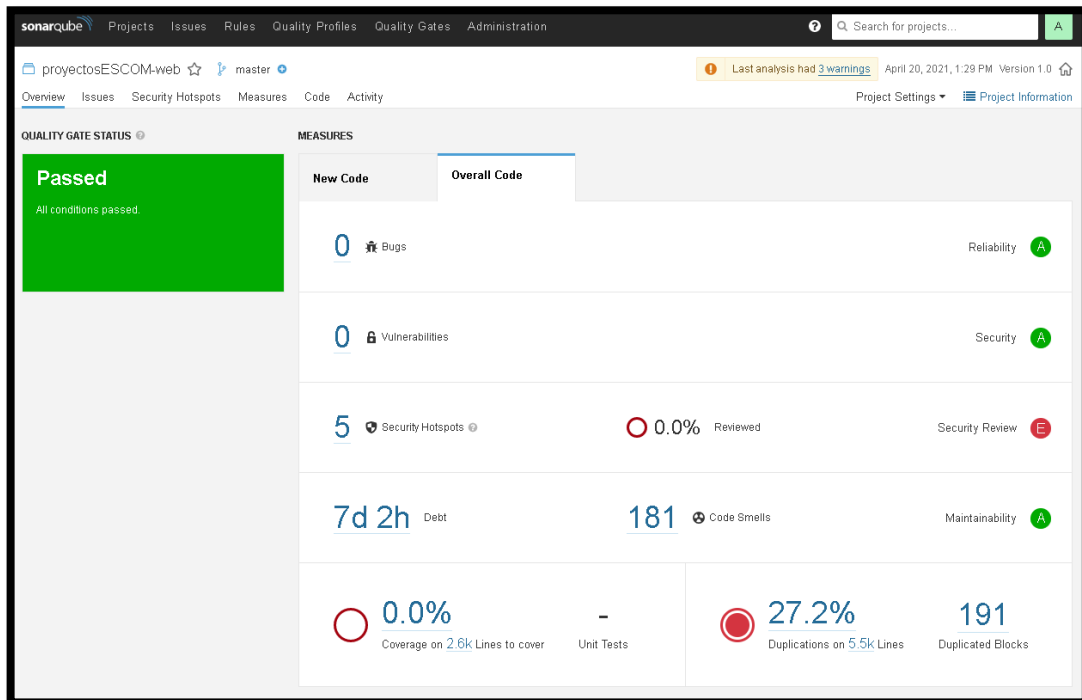 sonarqube Projects Issues Rules Quality Profiles Quality Gates Administration ? Search for projects... A
proyectosESCOM-web master Last analysis had 3 warnings April 20, 2021, 1:29 PM Version 1.0
Overview Issues Security Hotspots Measures Code Activity Project Settings Project Information
QUALITY GATE STATUS ? MEASURES
Passed
All conditions passed.
New Code Overall Code
0 Bugs Reliability A
0 Vulnerabilities Security A
5 Security Hotspots ? 0.0% Reviewed Security Review E
7d 2h Debt 181 Code Smells Maintainability A
0.0% - 27.2% 191
Coverage on 2.6k Lines to cover Unit Tests Duplications on 5.5k Lines Duplicated Blocks